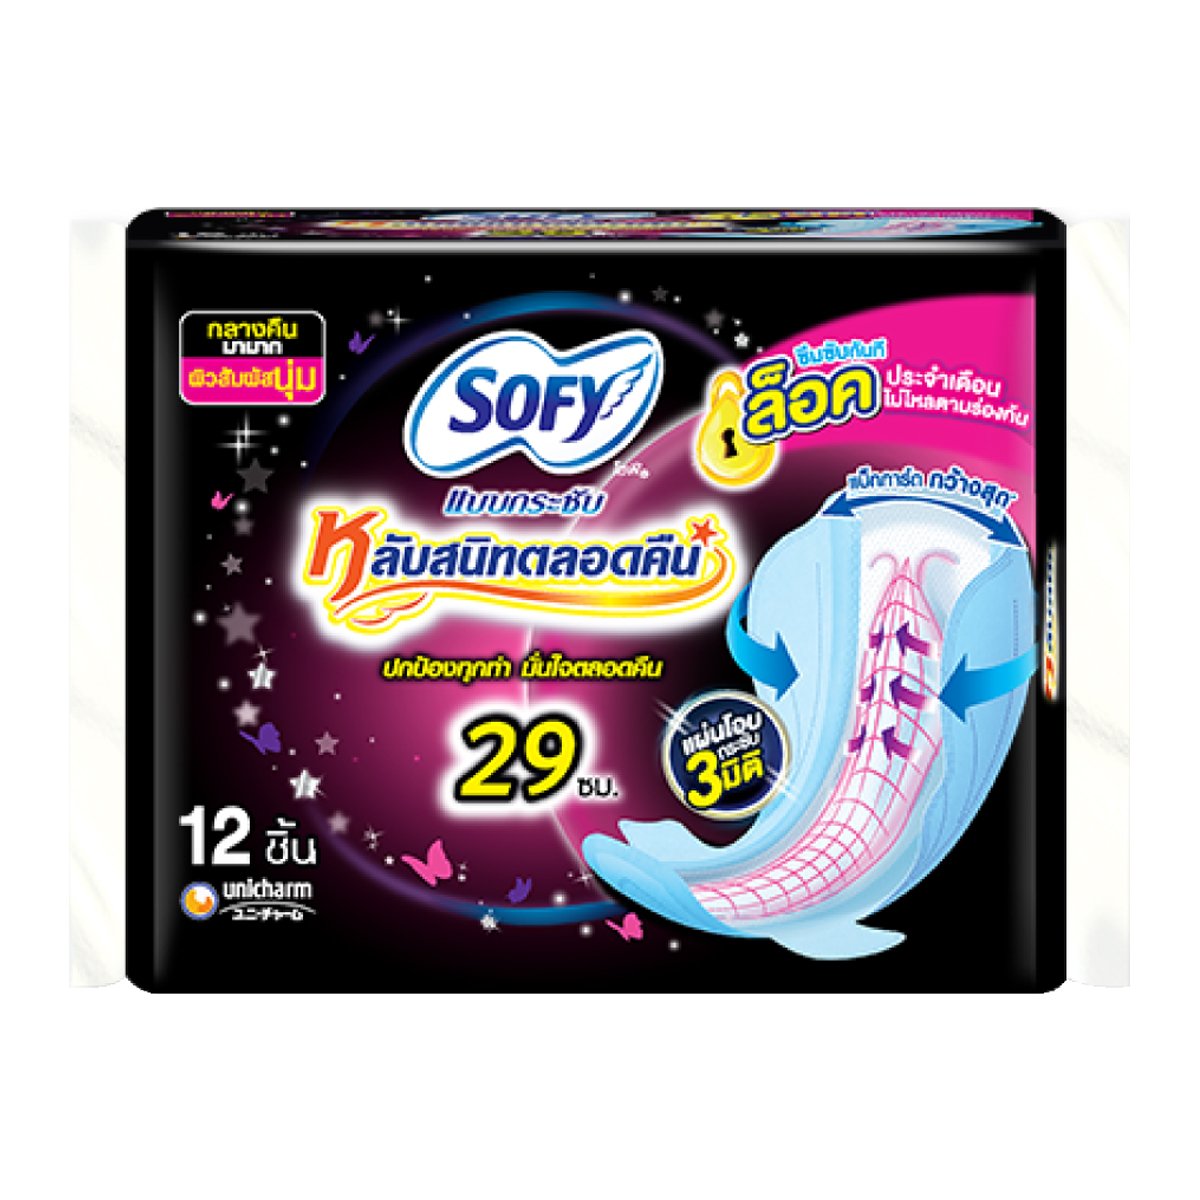 กลางคืน
มามาก
ผิวสัมผัสนุ่ม
SOFY
โซฟี
แบบกระชับ
หลับสนิทตลอดคืน
ปกป้องทุกท่า มั่นใจตลอดคืน
29 ซม.
12 ชิ้น
unicharm
ユニ・チャーム
ซึมซับทันที
ล็อค
ประจำเดือน
ไม่ไหลตามร่องก้น
แบ็คการ์ด กว้างสุด*
แผ่นโอบ
กระชับ
3 มิติ